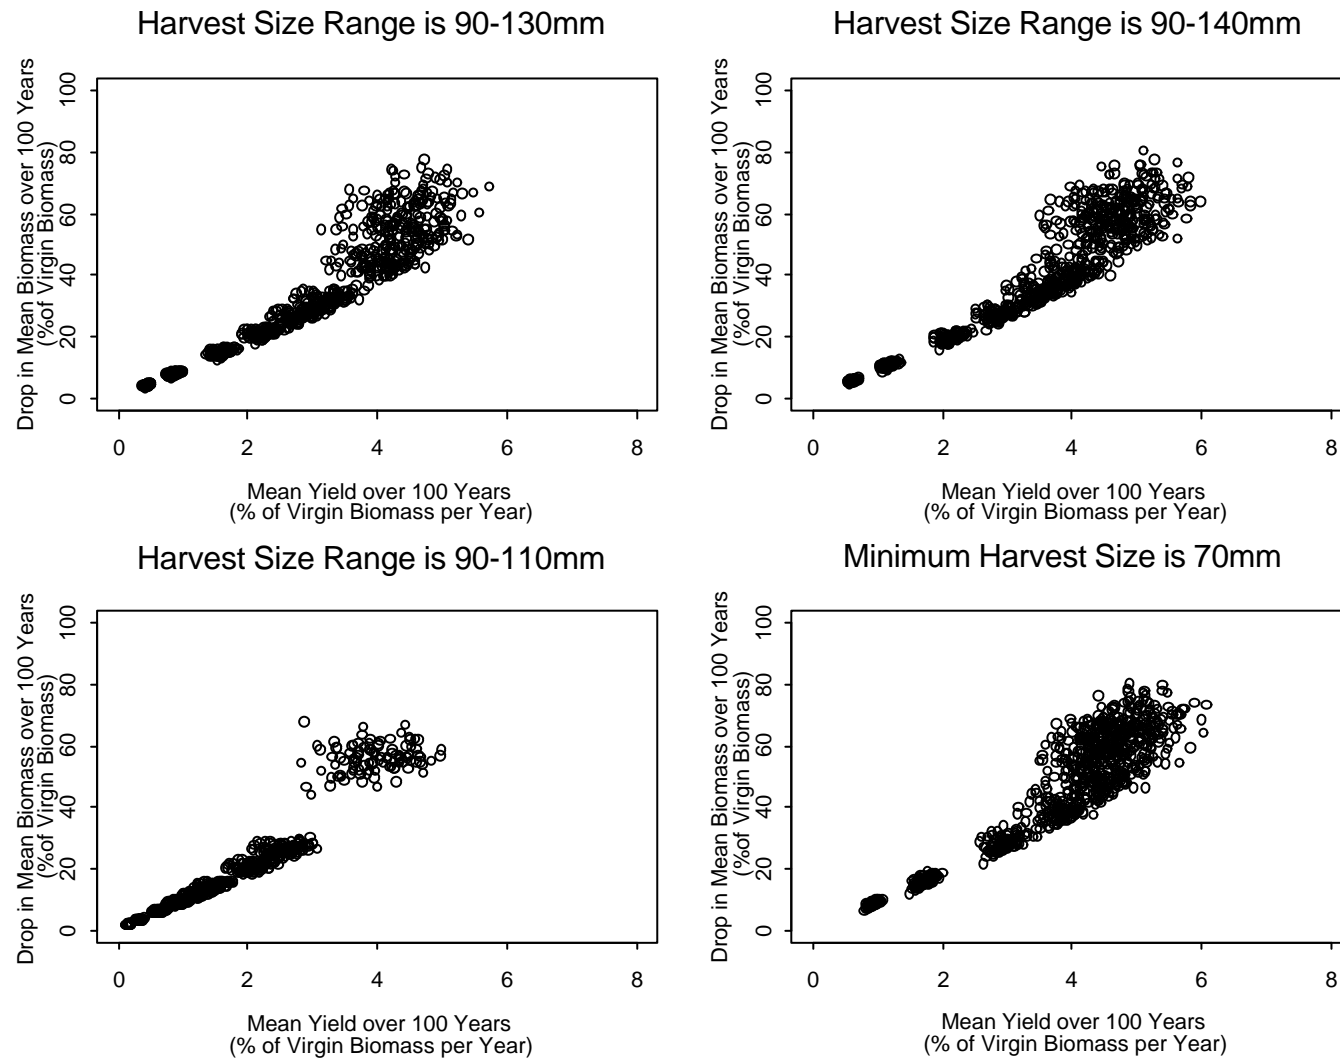 Harvest Size Range is 90-130mm
Drop in Mean Biomass over 100 Years
(%of Virgin Biomass)
100
80
60
40
20
0
0 2 4 6 8
Mean Yield over 100 Years
(% of Virgin Biomass per Year)
Harvest Size Range is 90-140mm
Drop in Mean Biomass over 100 Years
(%of Virgin Biomass)
100
80
60
40
20
0
0 2 4 6 8
Mean Yield over 100 Years
(% of Virgin Biomass per Year)
Harvest Size Range is 90-110mm
Drop in Mean Biomass over 100 Years
(%of Virgin Biomass)
100
80
60
40
20
0
0 2 4 6 8
Mean Yield over 100 Years
(% of Virgin Biomass per Year)
Minimum Harvest Size is 70mm
Drop in Mean Biomass over 100 Years
(%of Virgin Biomass)
100
80
60
40
20
0
0 2 4 6 8
Mean Yield over 100 Years
(% of Virgin Biomass per Year)